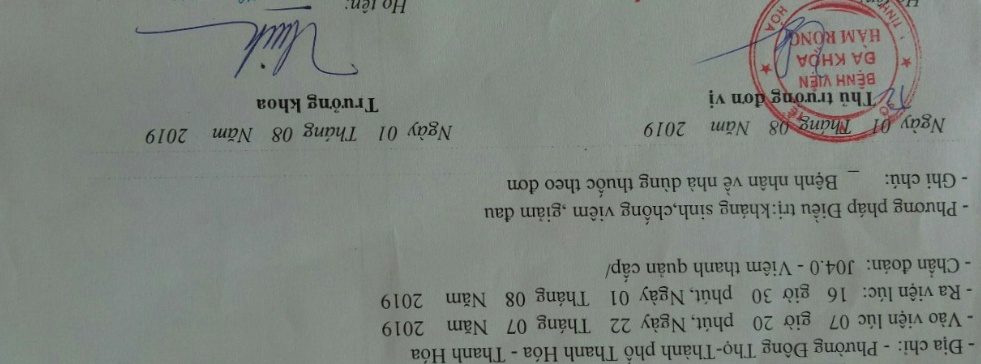 - Địa chỉ: - Phường Đông Thọ-Thành phố Thanh Hóa - Thanh Hóa
- Vào viện lúc 07 giờ 20 phút, Ngày 22 Tháng 07 Năm 2019
- Ra viện lúc: 16 giờ 30 phút, Ngày 01 Tháng 08 Năm 2019
- Chẩn đoán: J04.0 - Viêm thanh quản cấp/
- Phương pháp Điều trị:kháng sinh,chống viêm ,giảm đau
- Ghi chú: _ Bệnh nhân về nhà dùng thuốc theo đơn
Ngày 01 Tháng 08 Năm 2019
Thủ trưởng đơn vị
Ngày 01 Tháng 08 Năm 2019
Trưởng khoa
BỆNH VIỆN
ĐA KHOA
HÀM RỒNG
Họ tên: